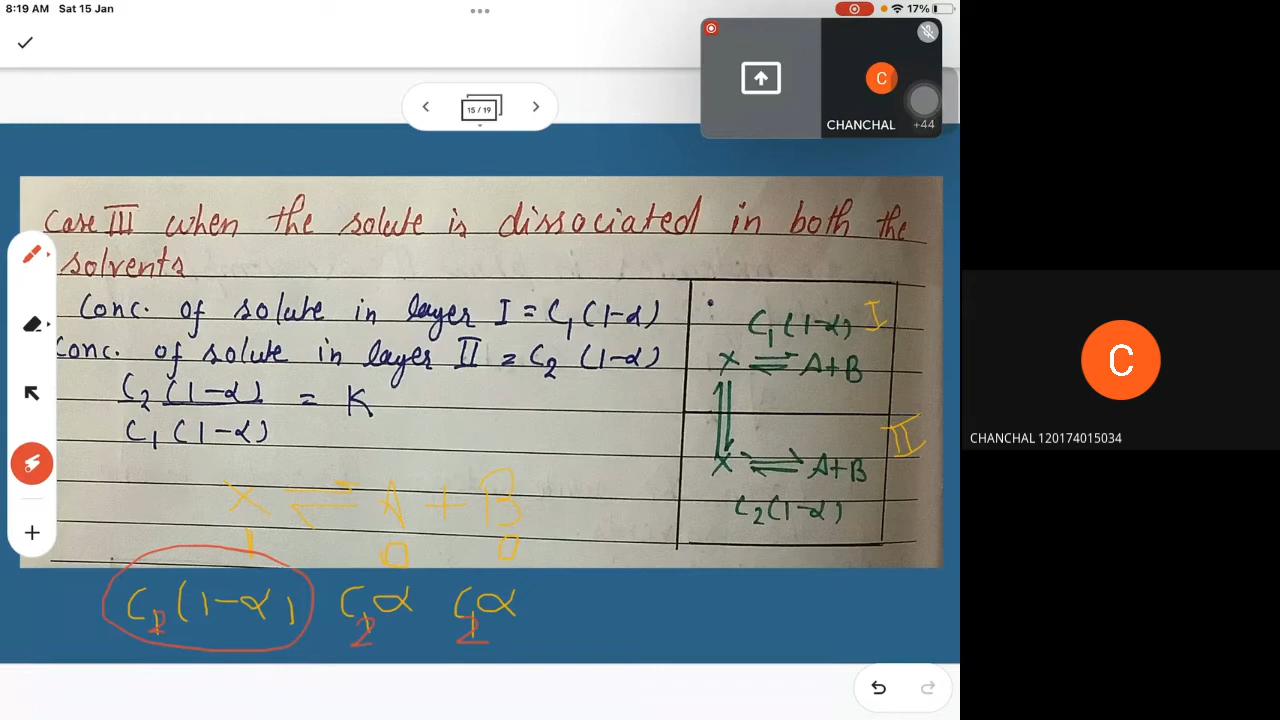 8:19 AM Sat 15 Jan
17%
15 / 19
C
CHANCHAL
+44
Case III when the solute is dissociated in both the
solvents
Conc. of solute in layer I = C₁ (1-α)
Conc. of solute in layer II = C₂ (1-α)
C₂ (1-α)
C₁ (1-α)
= K
C₁ (1-α) I
X ⇌ A+B
II
X ⇌ A+B
C₂ (1-α)
X ⇌ A + B
1 0 0
C₂ (1-α) C₂α C₂α
C
CHANCHAL 120174015034